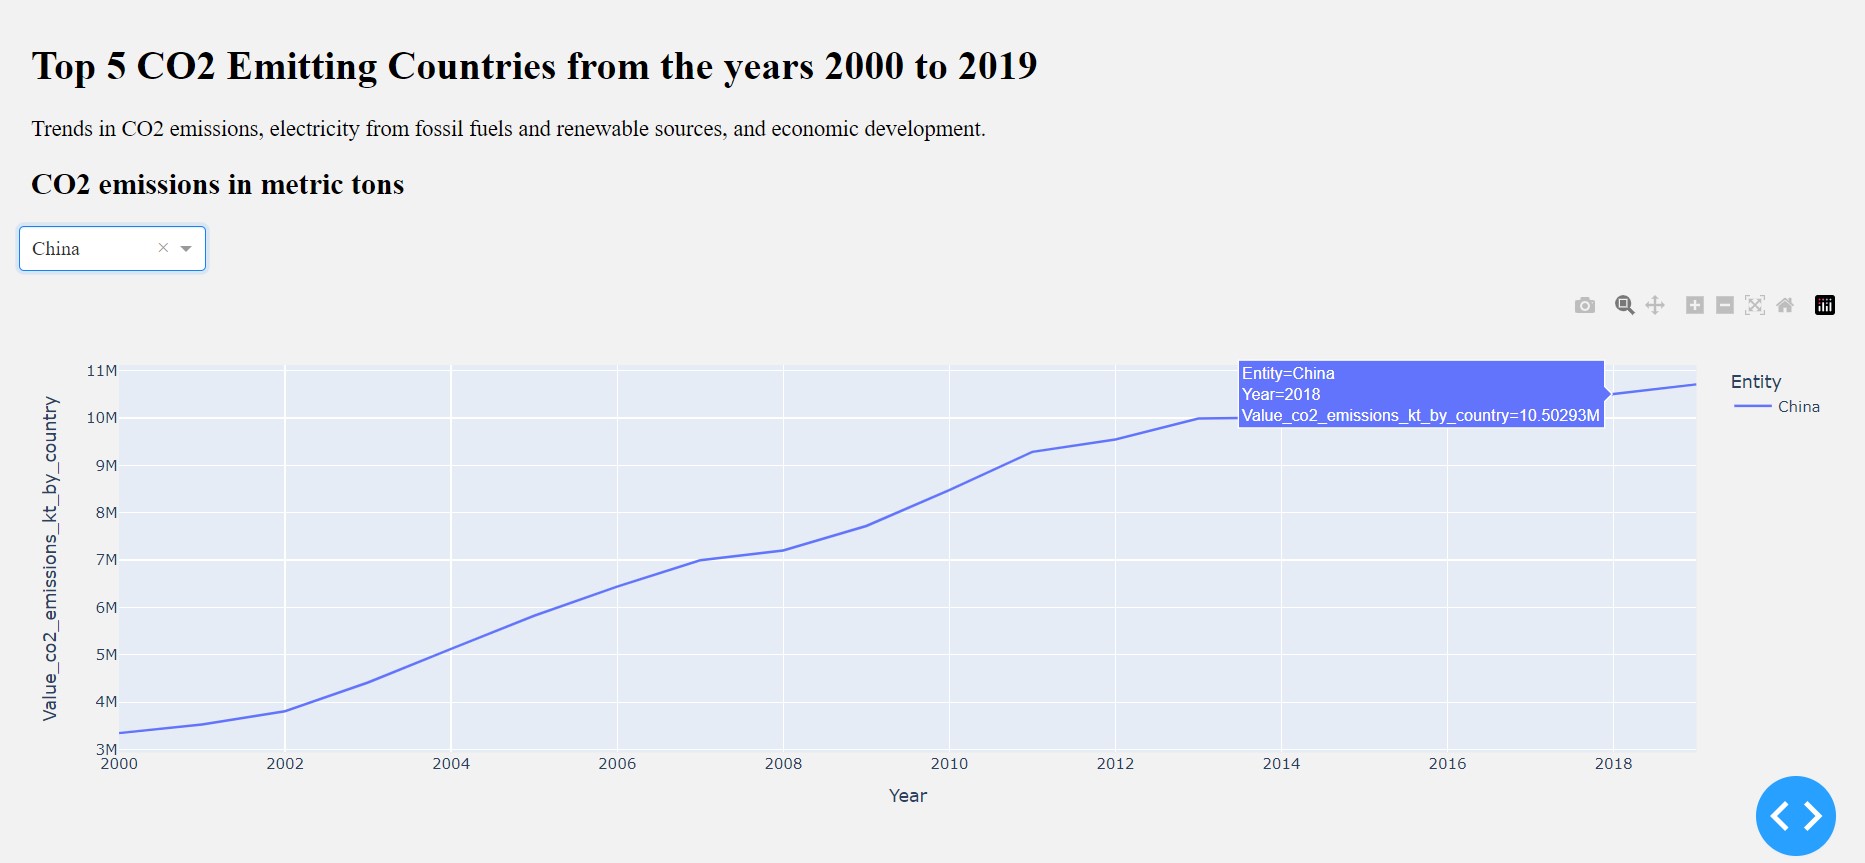 Top 5 CO2 Emitting Countries from the years 2000 to 2019
Trends in CO2 emissions, electricity from fossil fuels and renewable sources, and economic development.
CO2 emissions in metric tons
China
Value_co2_emissions_kt_by_country
11M
10M
9M
8M
7M
6M
5M
4M
3M
Entity=China
Year=2018
Value_co2_emissions_kt_by_country=10.50293M
Entity
China
2000 2002 2004 2006 2008 2010 2012 2014 2016 2018
Year